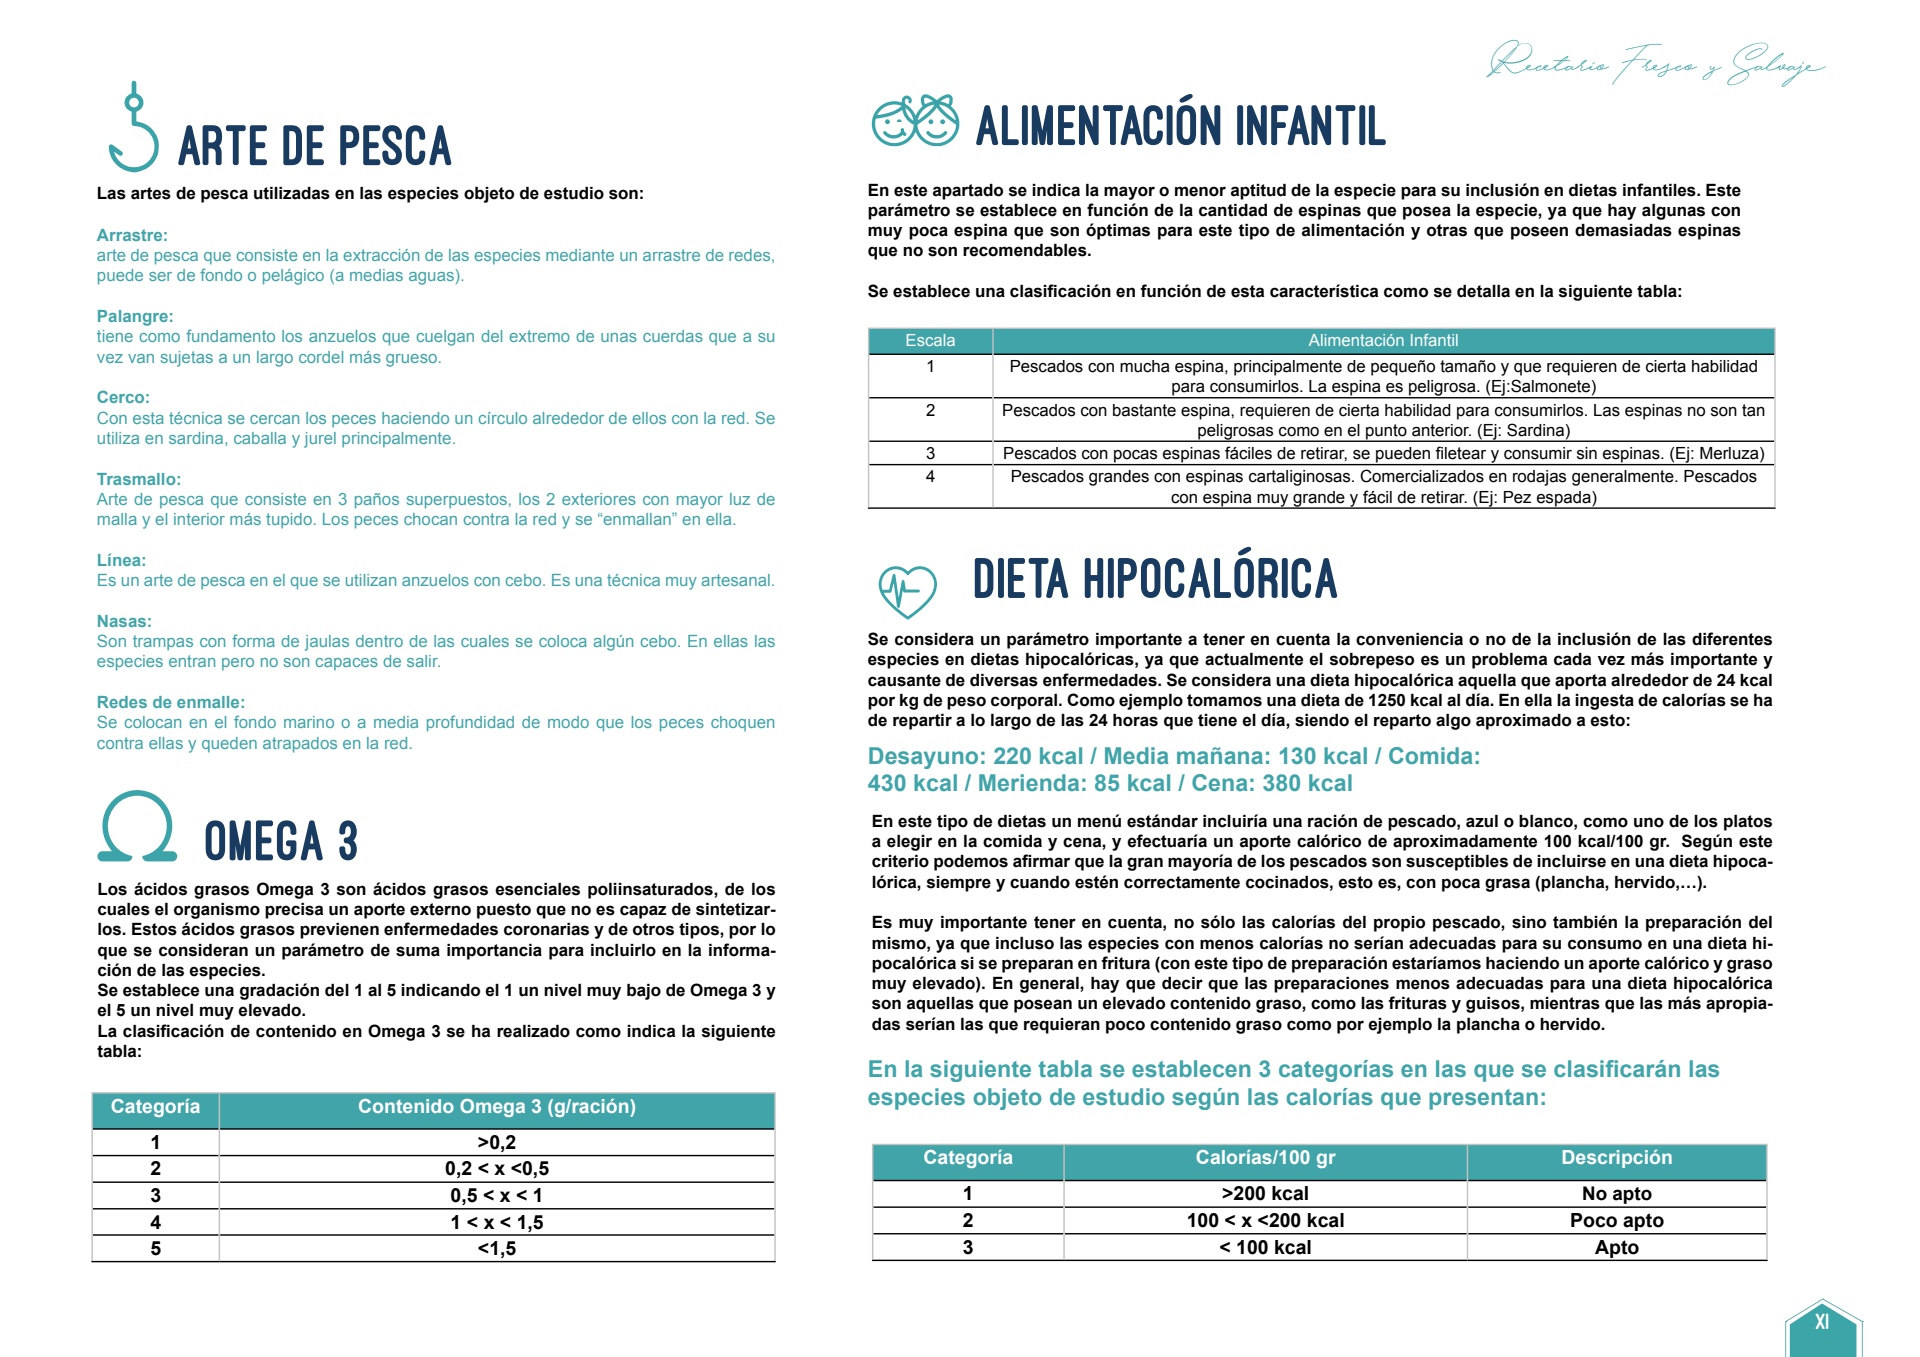 Recetario Fresco y Salvaje
ARTE DE PESCA
Las artes de pesca utilizadas en las especies objeto de estudio son:
Arrastre:
arte de pesca que consiste en la extracción de las especies mediante un arrastre de redes,
puede ser de fondo o pelágico (a medias aguas).
Palangre:
tiene como fundamento los anzuelos que cuelgan del extremo de unas cuerdas que a su
vez van sujetas a un largo cordel más grueso.
Cerco:
Con esta técnica se cercan los peces haciendo un círculo alrededor de ellos con la red. Se
utiliza en sardina, caballa y jurel principalmente.
Trasmallo:
Arte de pesca que consiste en 3 paños superpuestos, los 2 exteriores con mayor luz de
malla y el interior más tupido. Los peces chocan contra la red y se “enmallan” en ella.
Línea:
Es un arte de pesca en el que se utilizan anzuelos con cebo. Es una técnica muy artesanal.
Nasas:
Son trampas con forma de jaulas dentro de las cuales se coloca algún cebo. En ellas las
especies entran pero no son capaces de salir.
Redes de enmalle:
Se colocan en el fondo marino o a media profundidad de modo que los peces choquen
contra ellas y queden atrapados en la red.
OMEGA 3
Los ácidos grasos Omega 3 son ácidos grasos esenciales poliinsaturados, de los
cuales el organismo precisa un aporte externo puesto que no es capaz de sintetizar-
los. Estos ácidos grasos previenen enfermedades coronarias y de otros tipos, por lo
que se consideran un parámetro de suma importancia para incluirlo en la informa-
ción de las especies.
Se establece una gradación del 1 al 5 indicando el 1 un nivel muy bajo de Omega 3 y
el 5 un nivel muy elevado.
La clasificación de contenido en Omega 3 se ha realizado como indica la siguiente
tabla:
Categoría Contenido Omega 3 (g/ración)
1 >0,2
2 0,2 < x <0,5
3 0,5 < x < 1
4 1 < x < 1,5
5 <1,5
ALIMENTACIÓN INFANTIL
En este apartado se indica la mayor o menor aptitud de la especie para su inclusión en dietas infantiles. Este
parámetro se establece en función de la cantidad de espinas que posea la especie, ya que hay algunas con
muy poca espina que son óptimas para este tipo de alimentación y otras que poseen demasiadas espinas
que no son recomendables.
Se establece una clasificación en función de esta característica como se detalla en la siguiente tabla:
Escala Alimentación Infantil
1 Pescados con mucha espina, principalmente de pequeño tamaño y que requieren de cierta habilidad
para consumirlos. La espina es peligrosa. (Ej:Salmonete)
2 Pescados con bastante espina, requieren de cierta habilidad para consumirlos. Las espinas no son tan
peligrosas como en el punto anterior. (Ej: Sardina)
3 Pescados con pocas espinas fáciles de retirar, se pueden filetear y consumir sin espinas. (Ej: Merluza)
4 Pescados grandes con espinas cartaliginosas. Comercializados en rodajas generalmente. Pescados
con espina muy grande y fácil de retirar. (Ej: Pez espada)
DIETA HIPOCALÓRICA
Se considera un parámetro importante a tener en cuenta la conveniencia o no de la inclusión de las diferentes
especies en dietas hipocalóricas, ya que actualmente el sobrepeso es un problema cada vez más importante y
causante de diversas enfermedades. Se considera una dieta hipocalórica aquella que aporta alrededor de 24 kcal
por kg de peso corporal. Como ejemplo tomamos una dieta de 1250 kcal al día. En ella la ingesta de calorías se ha
de repartir a lo largo de las 24 horas que tiene el día, siendo el reparto algo aproximado a esto:
Desayuno: 220 kcal / Media mañana: 130 kcal / Comida:
430 kcal / Merienda: 85 kcal / Cena: 380 kcal
En este tipo de dietas un menú estándar incluiría una ración de pescado, azul o blanco, como uno de los platos
a elegir en la comida y cena, y efectuaría un aporte calórico de aproximadamente 100 kcal/100 gr. Según este
criterio podemos afirmar que la gran mayoría de los pescados son susceptibles de incluirse en una dieta hipoca-
lórica, siempre y cuando estén correctamente cocinados, esto es, con poca grasa (plancha, hervido,…).
Es muy importante tener en cuenta, no sólo las calorías del propio pescado, sino también la preparación del
mismo, ya que incluso las especies con menos calorías no serían adecuadas para su consumo en una dieta hi-
pocalórica si se preparan en fritura (con este tipo de preparación estaríamos haciendo un aporte calórico y graso
muy elevado). En general, hay que decir que las preparaciones menos adecuadas para una dieta hipocalórica
son aquellas que posean un elevado contenido graso, como las frituras y guisos, mientras que las más apropia-
das serían las que requieran poco contenido graso como por ejemplo la plancha o hervido.
En la siguiente tabla se establecen 3 categorías en las que se clasificarán las
especies objeto de estudio según las calorías que presentan:
Categoría Calorías/100 gr Descripción
1 >200 kcal No apto
2 100 < x <200 kcal Poco apto
3 < 100 kcal Apto
XI